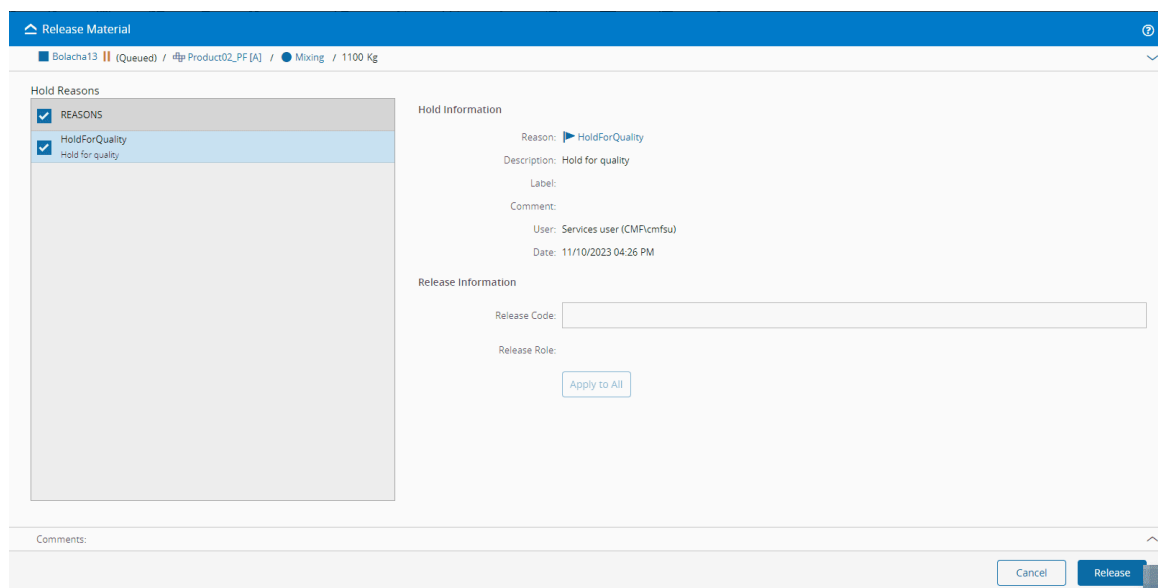 Release Material
Bolacha13 (Queued) / Product02_PF [A] / Mixing / 1100 Kg
Hold Reasons
REASONS
HoldForQuality
Hold for quality
Hold Information
Reason: HoldForQuality
Description: Hold for quality
Label:
Comment:
User: Services user (CMF\cmfsu)
Date: 11/10/2023 04:26 PM
Release Information
Release Code:
Release Role:
Apply to All
Comments:
Cancel Release